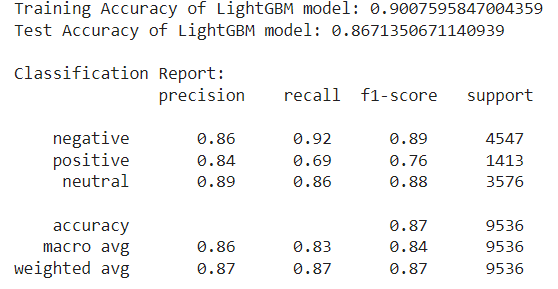 Training Accuracy of LightGBM model: 0.9007595847004359
Test Accuracy of LightGBM model: 0.8671350671140939
Classification Report:
precision recall f1-score support
negative 0.86 0.92 0.89 4547
positive 0.84 0.69 0.76 1413
neutral 0.89 0.86 0.88 3576
accuracy 0.87 9536
macro avg 0.86 0.83 0.84 9536
weighted avg 0.87 0.87 0.87 9536